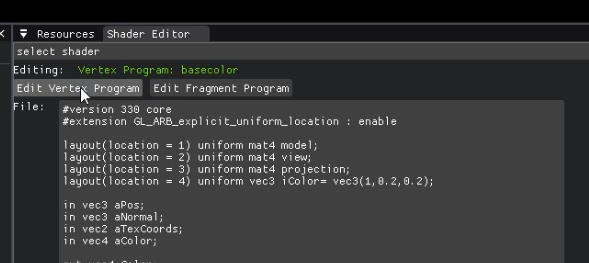 Resources Shader Editor
select shader
Editing: Vertex Program: basecolor
Edit Vertex Program Edit Fragment Program
File: #version 330 core
#extension GL_ARB_explicit_uniform_location : enable
layout(location = 1) uniform mat4 model;
layout(location = 2) uniform mat4 view;
layout(location = 3) uniform mat4 projection;
layout(location = 4) uniform vec3 iColor= vec3(1,0.2,0.2);
in vec3 aPos;
in vec3 aNormal;
in vec2 aTexCoords;
in vec4 aColor;